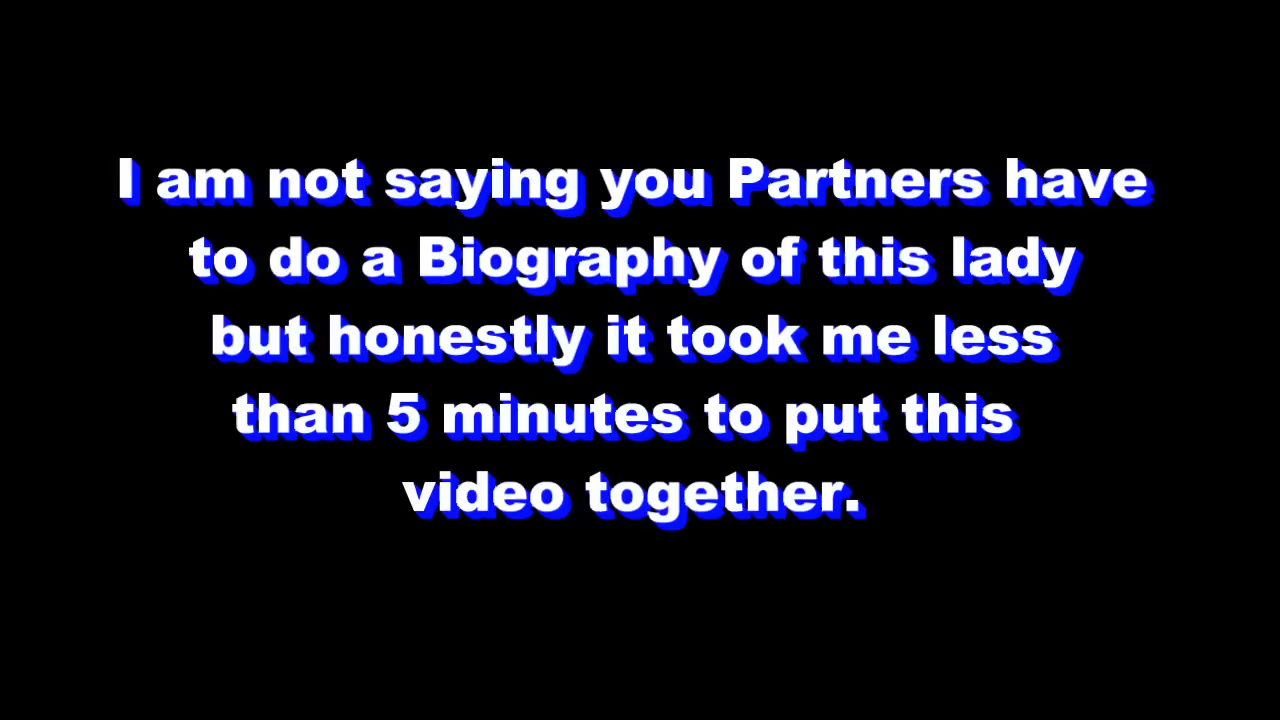 I am not saying you Partners have
to do a Biography of this lady
but honestly it took me less
than 5 minutes to put this
video together.